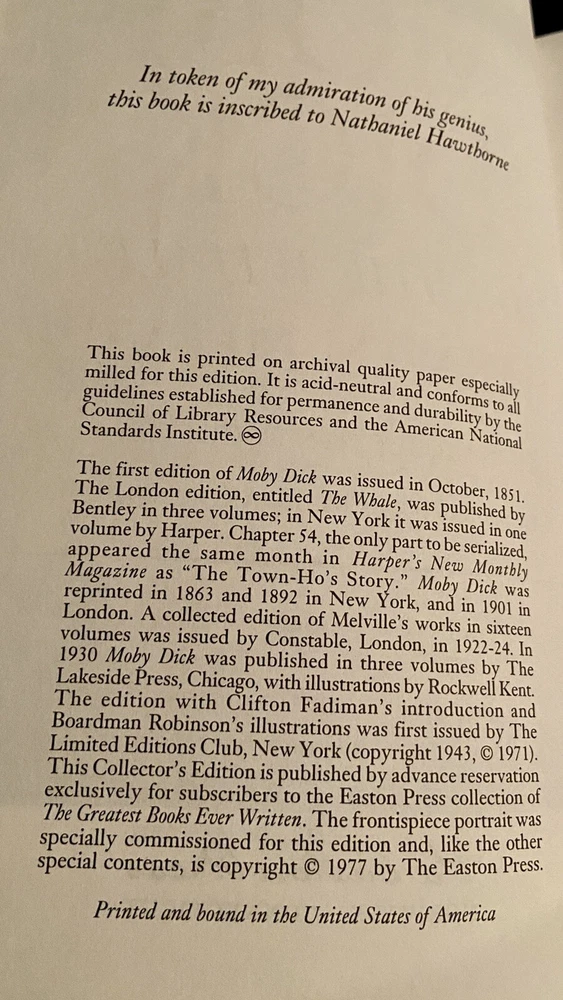 In token of my admiration of his genius,
this book is inscribed to Nathaniel Hawthorne
This book is printed on archival quality paper especially
milled for this edition. It is acid-neutral and conforms to all
guidelines established for permanence and durability by the
Council of Library Resources and the American National
Standards Institute. ♾
The first edition of Moby Dick was issued in October, 1851.
The London edition, entitled The Whale, was published by
Bentley in three volumes; in New York it was issued in one
volume by Harper. Chapter 54, the only part to be serialized,
appeared the same month in Harper's New Monthly
Magazine as “The Town-Ho's Story.” Moby Dick was
reprinted in 1863 and 1892 in New York, and in 1901 in
London. A collected edition of Melville's works in sixteen
volumes was issued by Constable, London, in 1922-24. In
1930 Moby Dick was published in three volumes by The
Lakeside Press, Chicago, with illustrations by Rockwell Kent.
The edition with Clifton Fadiman's introduction and
Boardman Robinson's illustrations was first issued by The
Limited Editions Club, New York (copyright 1943, © 1971).
This Collector's Edition is published by advance reservation
exclusively for subscribers to the Easton Press collection of
The Greatest Books Ever Written. The frontispiece portrait was
specially commissioned for this edition and, like the other
special contents, is copyright © 1977 by The Easton Press.
Printed and bound in the United States of America